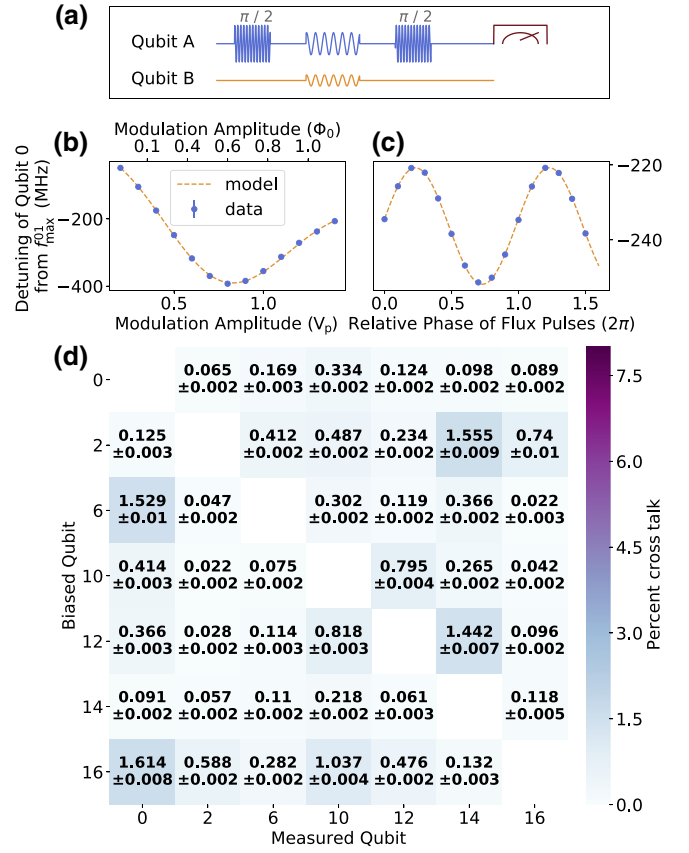 (a)
π / 2
π / 2
Qubit A
Qubit B
(b)
Modulation Amplitude (Φ0)
(c)
0.1 0.2 0.4 0.6 0.8 1.0
Detuning of Qubit 0
from f01max (MHz)
−200
−400
model
data
−220
−240
0.5 1.0
0.0 0.5 1.0 1.5
Modulation Amplitude (Vp)
Relative Phase of Flux Pulses (2π)
(d)
0.065 0.169 0.334 0.124 0.098 0.089
0
±0.002 ±0.003 ±0.002 ±0.002 ±0.002 ±0.002
0.125 0.412 0.487 0.234 1.555 0.74
2
±0.003 ±0.002 ±0.002 ±0.002 ±0.009 ±0.01
1.529 0.047 0.302 0.119 0.366 0.022
6
±0.01 ±0.002 ±0.002 ±0.002 ±0.002 ±0.003
0.414 0.022 0.075 0.795 0.265 0.042
10
±0.003 ±0.002 ±0.002 ±0.004 ±0.002 ±0.002
0.366 0.028 0.114 0.818 1.442 0.096
12
±0.003 ±0.002 ±0.003 ±0.003 ±0.007 ±0.002
0.091 0.057 0.11 0.218 0.061 0.118
14
±0.002 ±0.002 ±0.002 ±0.002 ±0.003 ±0.005
1.614 0.588 0.282 1.037 0.476 0.132
16
±0.008 ±0.002 ±0.002 ±0.004 ±0.002 ±0.003
0 2 6 10 12 14 16
Measured Qubit
Biased Qubit
7.5
6.0
4.5
3.0
1.5
0.0
Percent cross talk